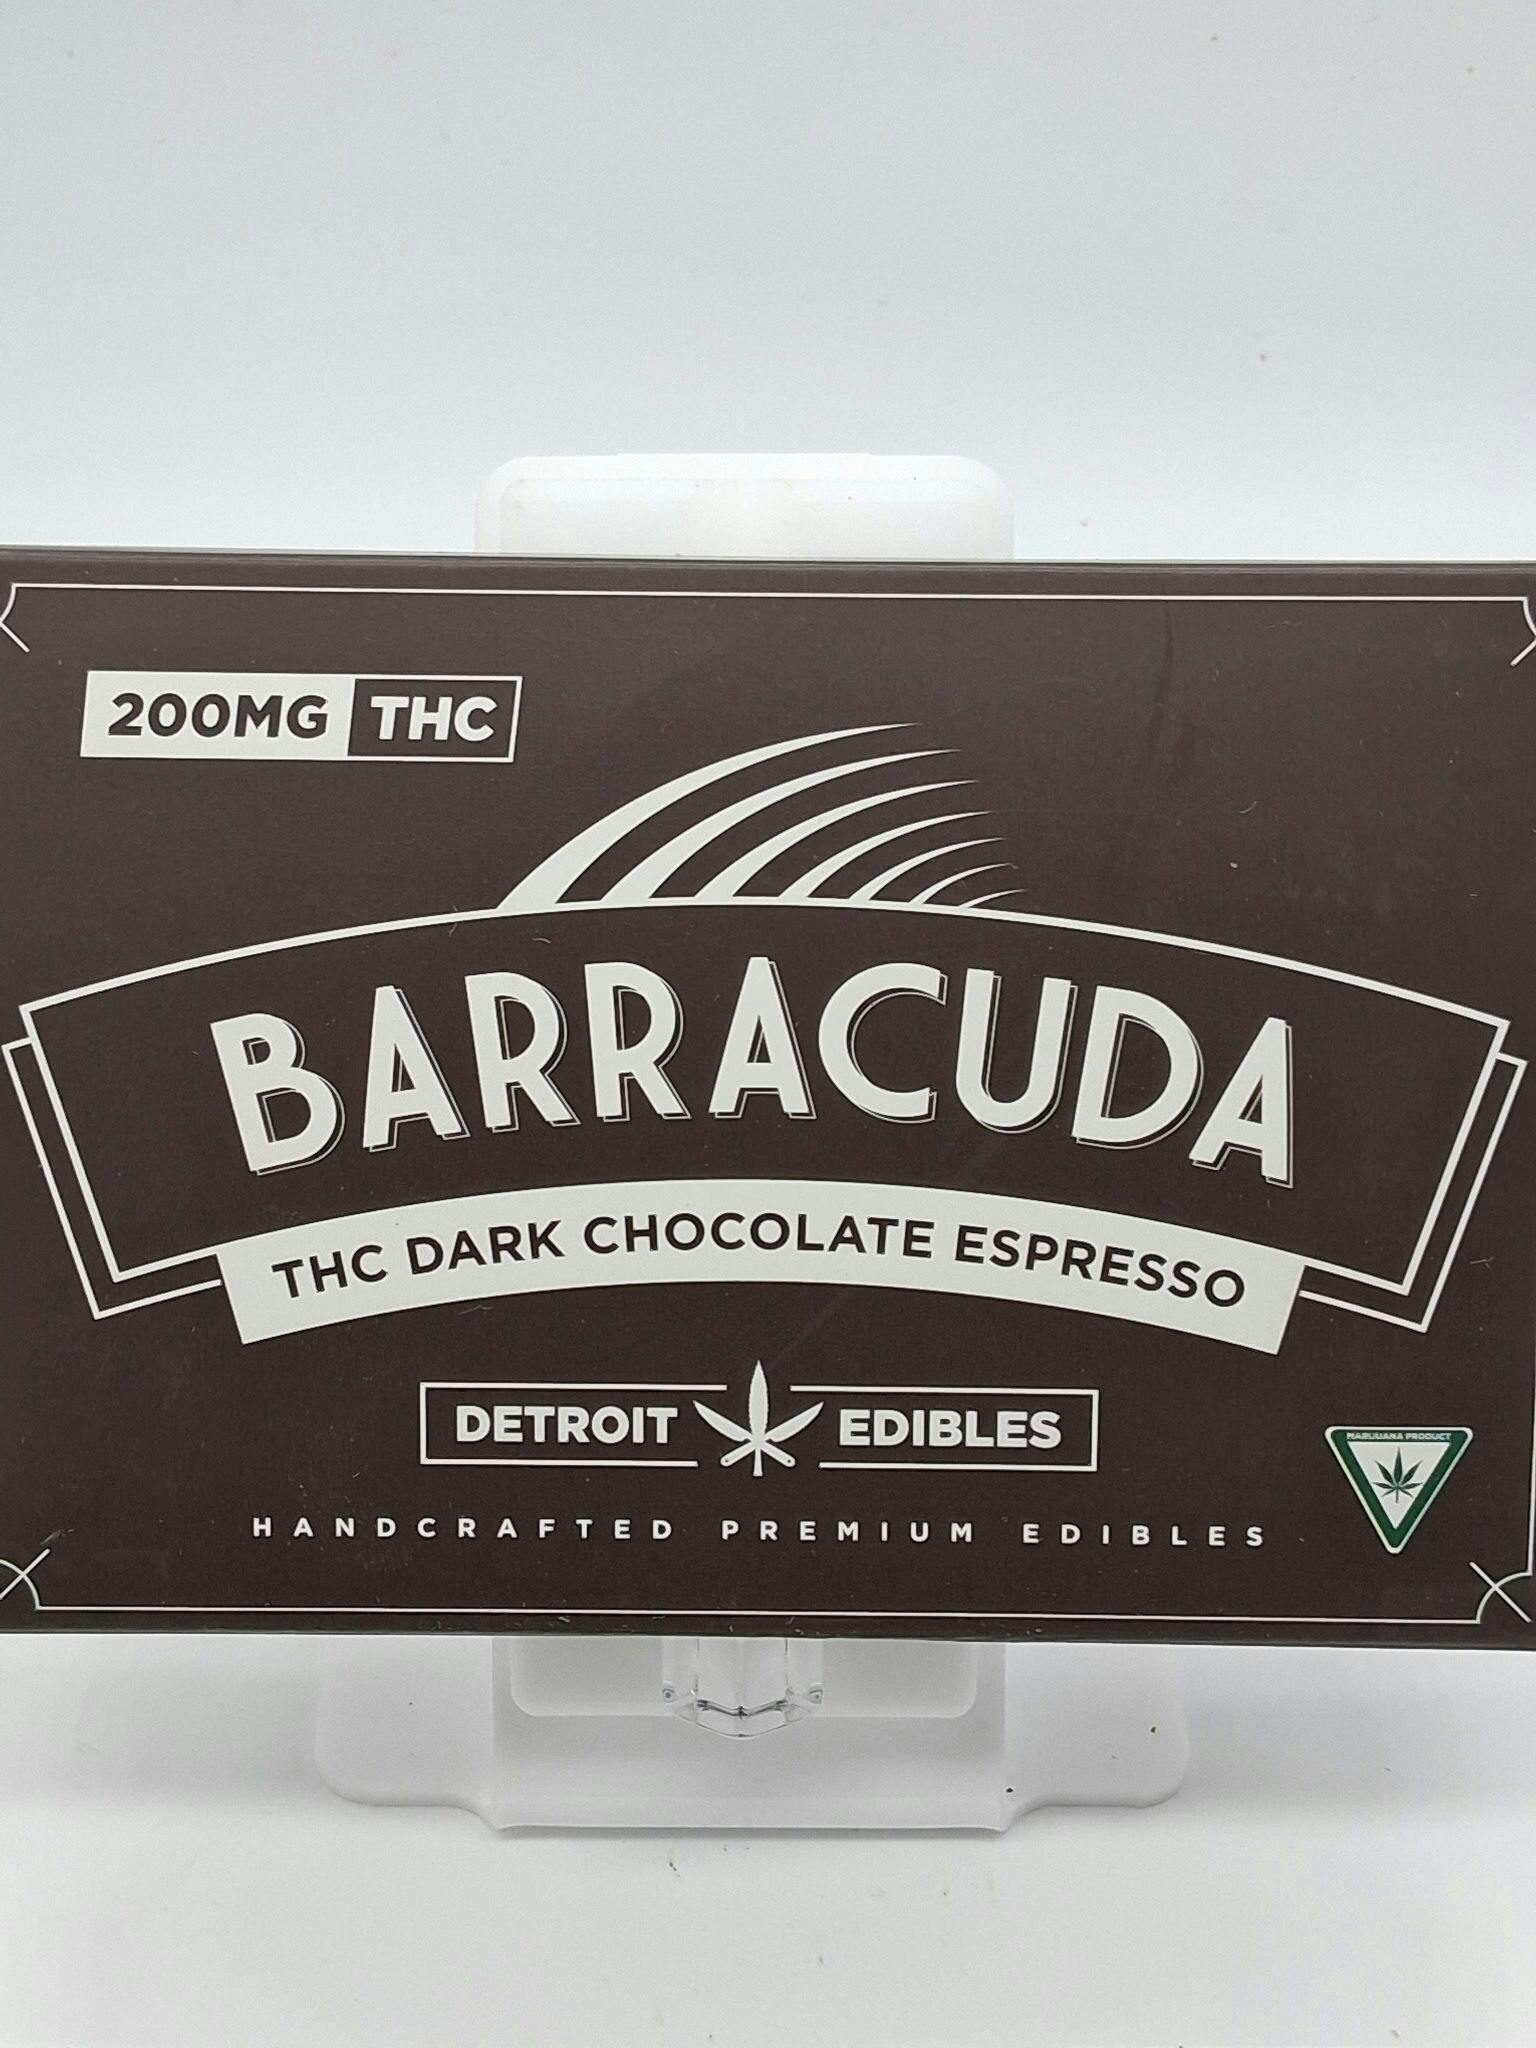 200MG THC
BARRACUDA
THC DARK CHOCOLATE ESPRESSO
DETROIT EDIBLES
MARIJUANA PRODUCT
HANDCRAFTED PREMIUM EDIBLES